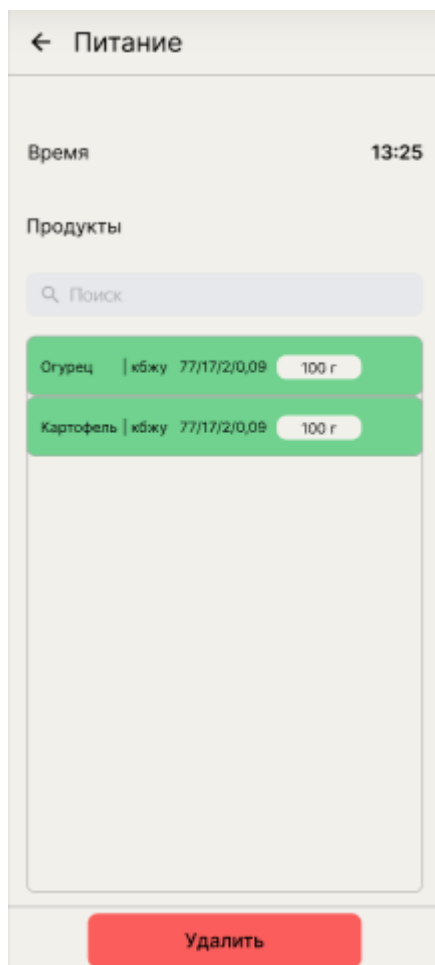 ← Питание
Время 13:25
Продукты
Поиск
Огурец | кбжу 77/17/2/0,09 100 г
Картофель | кбжу 77/17/2/0,09 100 г
Удалить